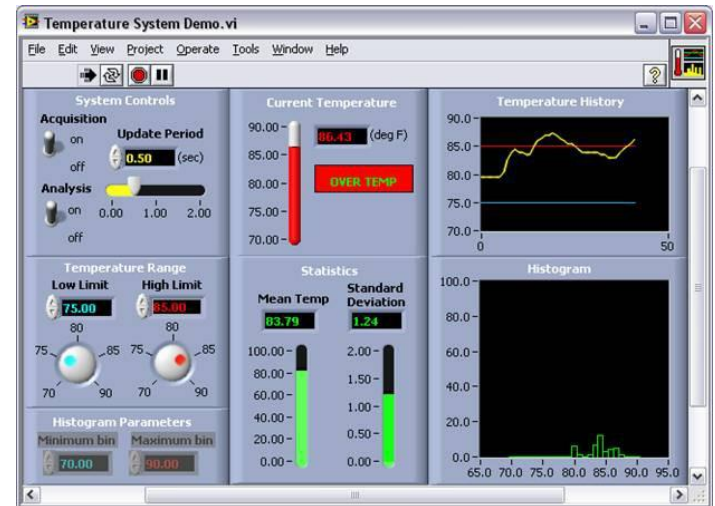 Temperature System Demo.vi
File Edit View Project Operate Tools Window Help
System Controls
Acquisition
on
off
Update Period
0.50 (sec)
Analysis
on
off
0.00 1.00 2.00
Current Temperature
90.00
85.00
80.00
75.00
70.00
86.43 (deg F)
OVER TEMP
Temperature History
90.0
85.0
80.0
75.0
70.0
0 50
Temperature Range
Low Limit High Limit
75.00 85.00
80 80
75 85 75 85
70 90 70 90
Histogram Parameters
Minimum bin Maximum bin
70.00 90.00
Statistics
Mean Temp
83.79
Standard
Deviation
1.24
100.00
80.00
60.00
40.00
20.00
0.00
2.00
1.50
1.00
0.50
0.00
Histogram
100.0
80.0
60.0
40.0
20.0
0.0
65.0 70.0 75.0 80.0 85.0 90.0 95.0